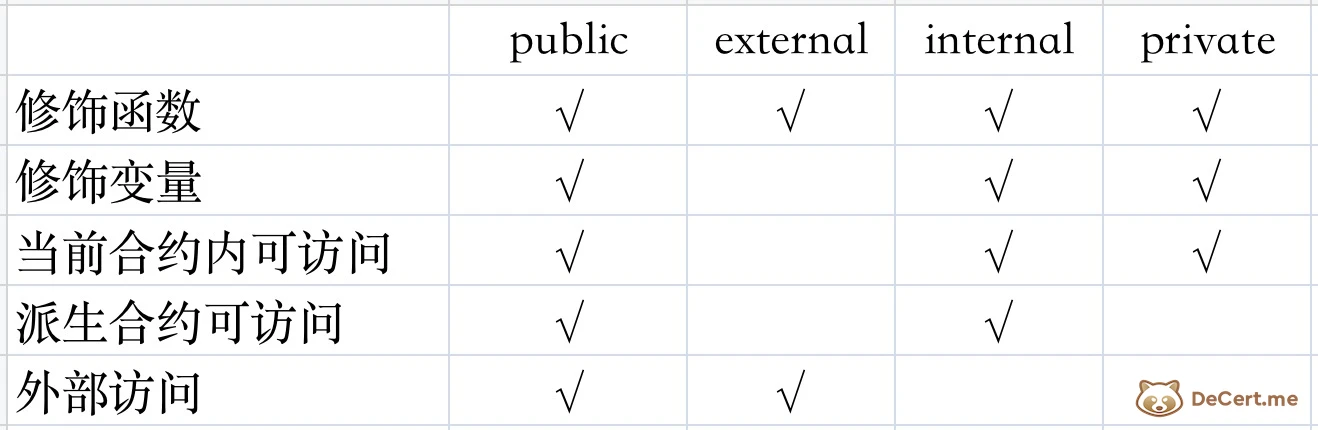 public external internal private
修饰函数 √ √ √ √
修饰变量 √ √ √
当前合约内可访问 √ √ √
派生合约可访问 √ √
外部访问 √ √
DeCert.me